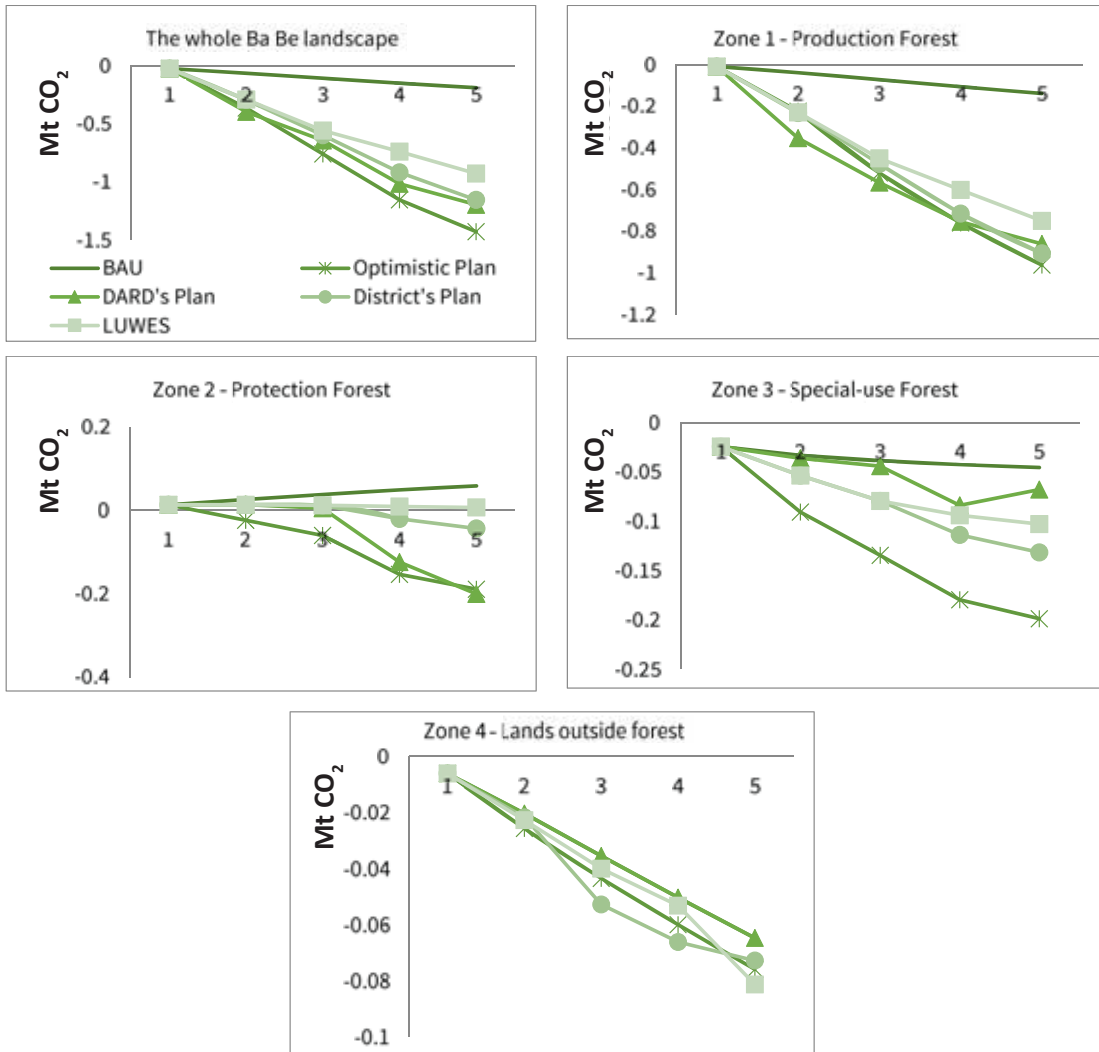 The whole Ba Be landscape
Mt CO2
0
-0.5
-1
-1.5
1 2 3 4 5
BAU
Optimistic Plan
DARD's Plan
District's Plan
LUWES
Zone 1 - Production Forest
Mt CO2
0
-0.2
-0.4
-0.6
-0.8
-1
-1.2
1 2 3 4 5
Zone 2 - Protection Forest
Mt CO2
0.2
0
-0.2
-0.4
1 2 3 4 5
Zone 3 - Special-use Forest
Mt CO2
0
-0.05
-0.1
-0.15
-0.2
-0.25
1 2 3 4 5
Zone 4 - Lands outside forest
Mt CO2
0
-0.02
-0.04
-0.06
-0.08
-0.1
1 2 3 4 5